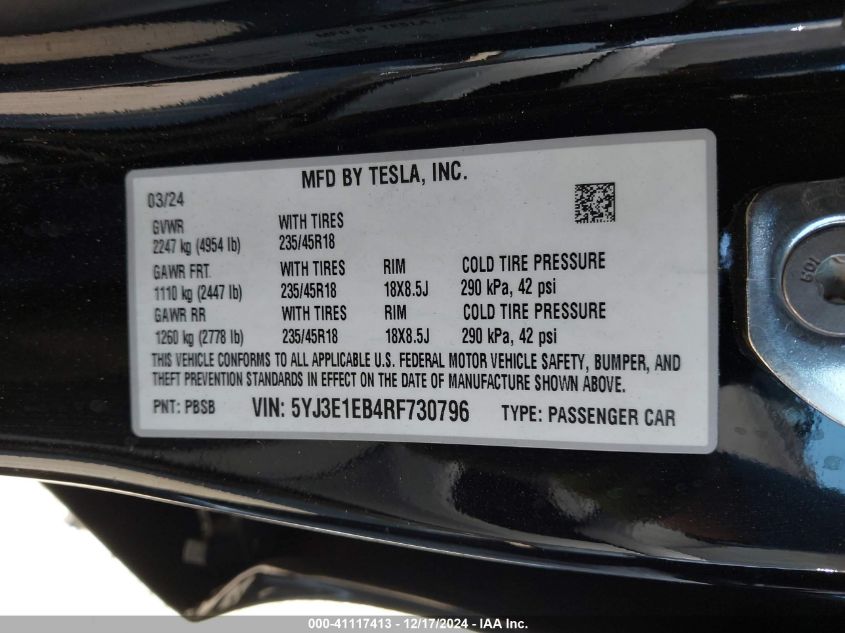 MFD BY TESLA, INC.
03/24
GVWR WITH TIRES
2247 kg (4954 lb) 235/45R18
GAWR FRT. WITH TIRES RIM COLD TIRE PRESSURE
1110 kg (2447 lb) 235/45R18 18X8.5J 290 kPa, 42 psi
GAWR RR WITH TIRES RIM COLD TIRE PRESSURE
1260 kg (2778 lb) 235/45R18 18X8.5J 290 kPa, 42 psi
THIS VEHICLE CONFORMS TO ALL APPLICABLE U.S. FEDERAL MOTOR VEHICLE SAFETY, BUMPER, AND
THEFT PREVENTION STANDARDS IN EFFECT ON THE DATE OF MANUFACTURE SHOWN ABOVE.
PNT: PBSB VIN: 5YJ3E1EB4RF730796 TYPE: PASSENGER CAR
000-41117413 - 12/17/2024 - IAA Inc.